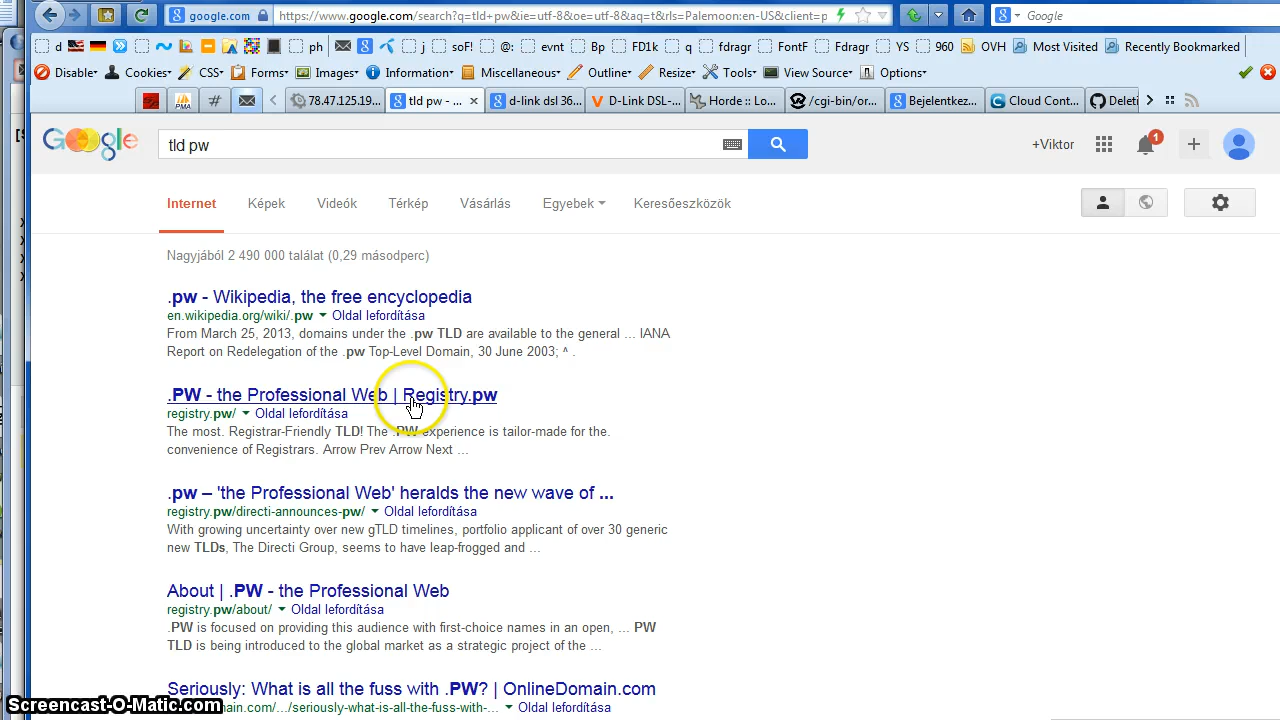 google.com
https://www.google.com/search?q=tld+pw&ie=utf-8&oe=utf-8&aq=t&rls=Palemoon:en-US&client=p
Google
d
ph
j
soF!
@:
evnt
Bp
FD1k
q
fdragr
FontF
Fdragr
YS
960
OVH
Most Visited
Recently Bookmarked
Disable
Cookies
CSS
Forms
Images
Information
Miscellaneous
Outline
Resize
Tools
View Source
Options
PMA
#
78.47.125.19...
tld pw - ...
d-link dsl 36...
D-Link DSL-...
Horde :: Lo...
/cgi-bin/or...
Bejelentkez...
Cloud Cont...
Deleti
Google
tld pw
+Viktor
1
Internet
Képek
Videók
Térkép
Vásárlás
Egyebek
Keresőeszközök
Nagyjából 2 490 000 találat (0,29 másodperc)
.pw - Wikipedia, the free encyclopedia
en.wikipedia.org/wiki/.pw Oldal lefordítása
From March 25, 2013, domains under the .pw TLD are available to the general ... IANA
Report on Redelegation of the .pw Top-Level Domain, 30 June 2003; ^ .
.PW - the Professional Web | Registry.pw
registry.pw/ Oldal lefordítása
The most. Registrar-Friendly TLD! The .PW experience is tailor-made for the.
convenience of Registrars. Arrow Prev Arrow Next ...
.pw – 'the Professional Web' heralds the new wave of ...
registry.pw/directi-announces-pw/ Oldal lefordítása
With growing uncertainty over new gTLD timelines, portfolio applicant of over 30 generic
new TLDs, The Directi Group, seems to have leap-frogged and ...
About | .PW - the Professional Web
registry.pw/about/ Oldal lefordítása
.PW is focused on providing this audience with first-choice names in an open, ... PW
TLD is being introduced to the global market as a strategic project of the ...
Seriously: What is all the fuss with .PW? | OnlineDomain.com
main.com/.../seriously-what-is-all-the-fuss-with-... Oldal lefordítása
Screencast-O-Matic.com